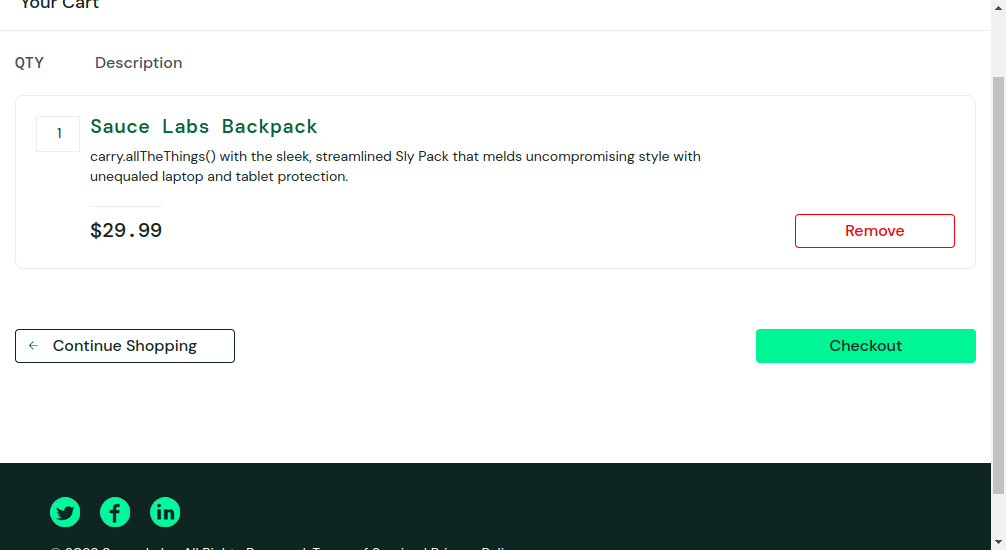 Your Cart
QTY Description
1
Sauce Labs Backpack
carry.allTheThings() with the sleek, streamlined Sly Pack that melds uncompromising style with
unequaled laptop and tablet protection.
$29.99
Remove
← Continue Shopping
Checkout